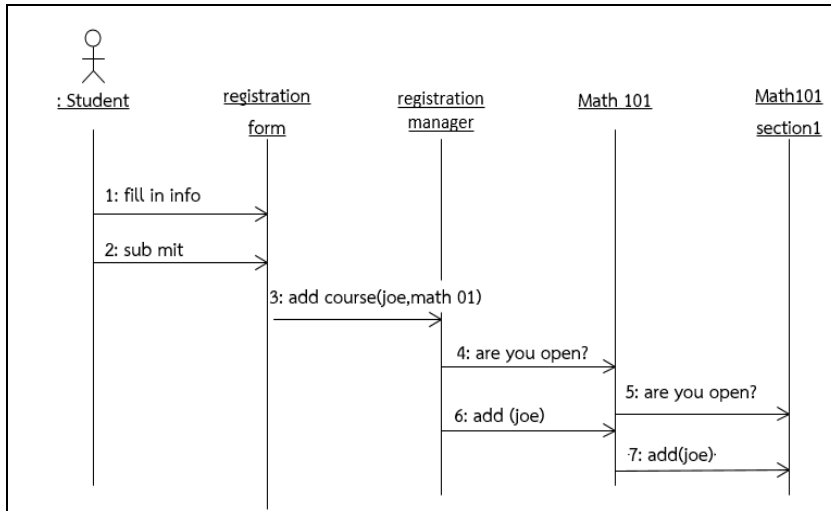 : Student
registration
form
registration
manager
Math 101
Math101
section1
1: fill in info
2: sub mit
3: add course(joe,math 01)
4: are you open?
5: are you open?
6: add (joe)
·7: add(joe)·